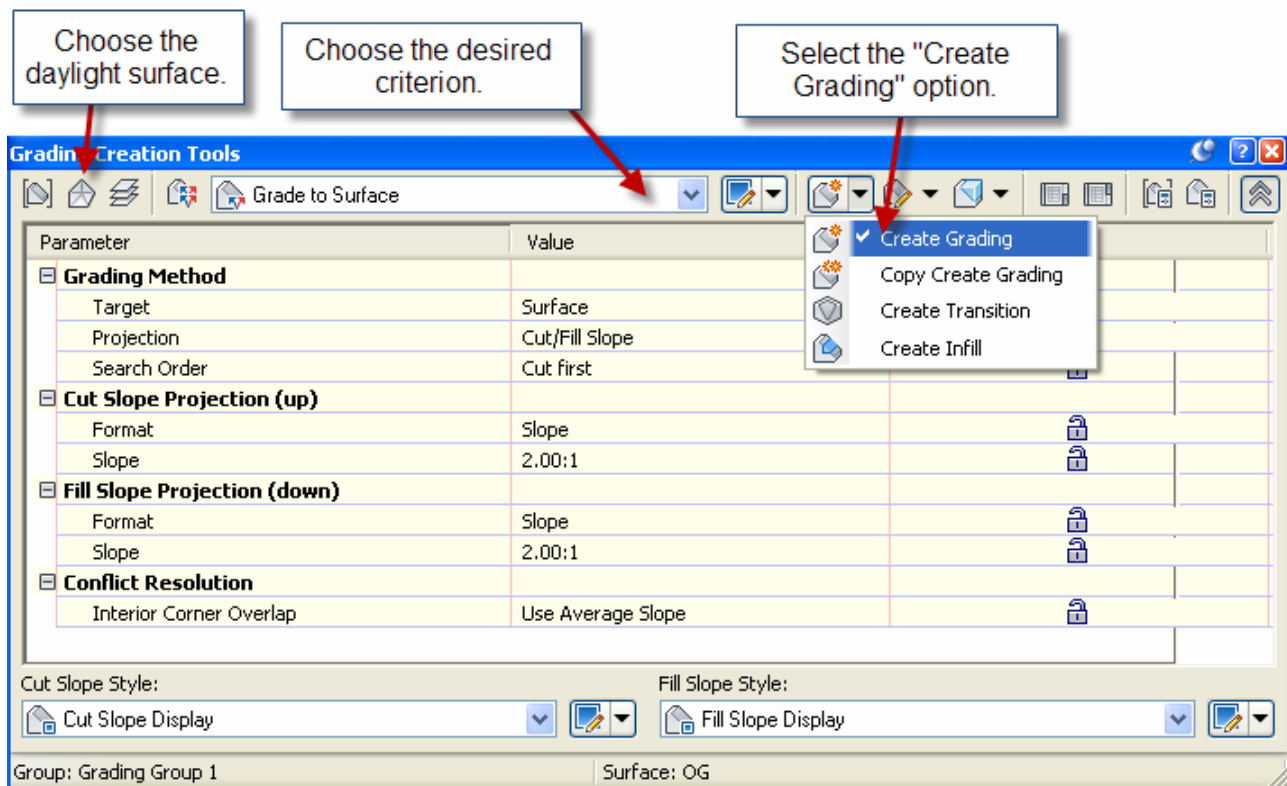 Choose the
daylight surface.
Choose the desired
criterion.
Select the "Create
Grading" option.
Grading Creation Tools
Grade to Surface
Parameter Value
Create Grading
Copy Create Grading
Create Transition
Create Infill
Grading Method
Target Surface
Projection Cut/Fill Slope
Search Order Cut first
Cut Slope Projection (up)
Format Slope
Slope 2.00:1
Fill Slope Projection (down)
Format Slope
Slope 2.00:1
Conflict Resolution
Interior Corner Overlap Use Average Slope
Cut Slope Style: Fill Slope Style:
Cut Slope Display Fill Slope Display
Group: Grading Group 1 Surface: OG